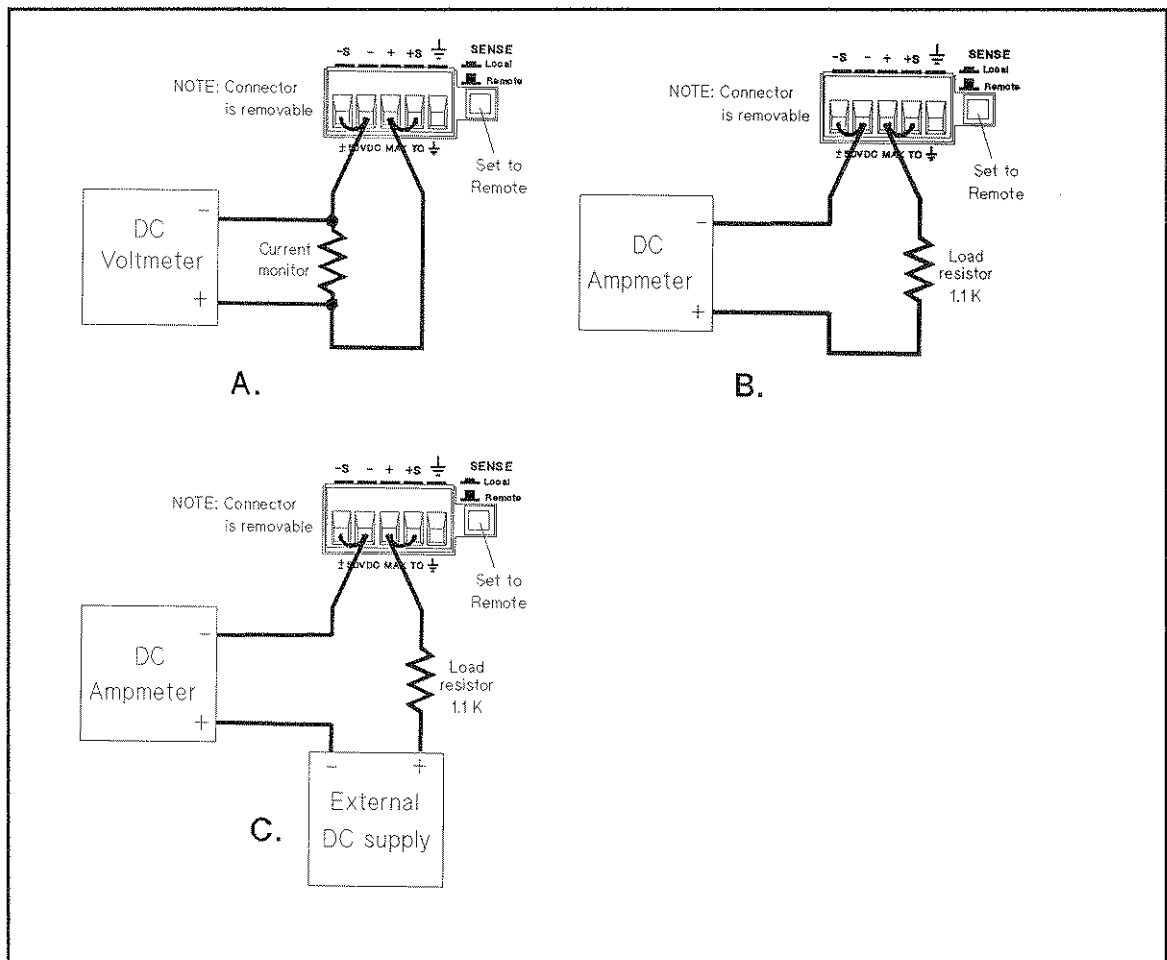 -S - + +S SENSE
Local
Remote
NOTE: Connector
is removable
± 50VDC MAX TO
Set to
Remote
-
DC
Voltmeter
+
Current
monitor
A.
-S - + +S SENSE
Local
Remote
NOTE: Connector
is removable
± 50VDC MAX TO
Set to
Remote
-
DC
Ampmeter
+
Load
resistor
1.1 K
B.
-S - + +S SENSE
Local
Remote
NOTE: Connector
is removable
± 50VDC MAX TO
Set to
Remote
-
DC
Ampmeter
+
Load
resistor
1.1 K
- +
External
DC supply
C.